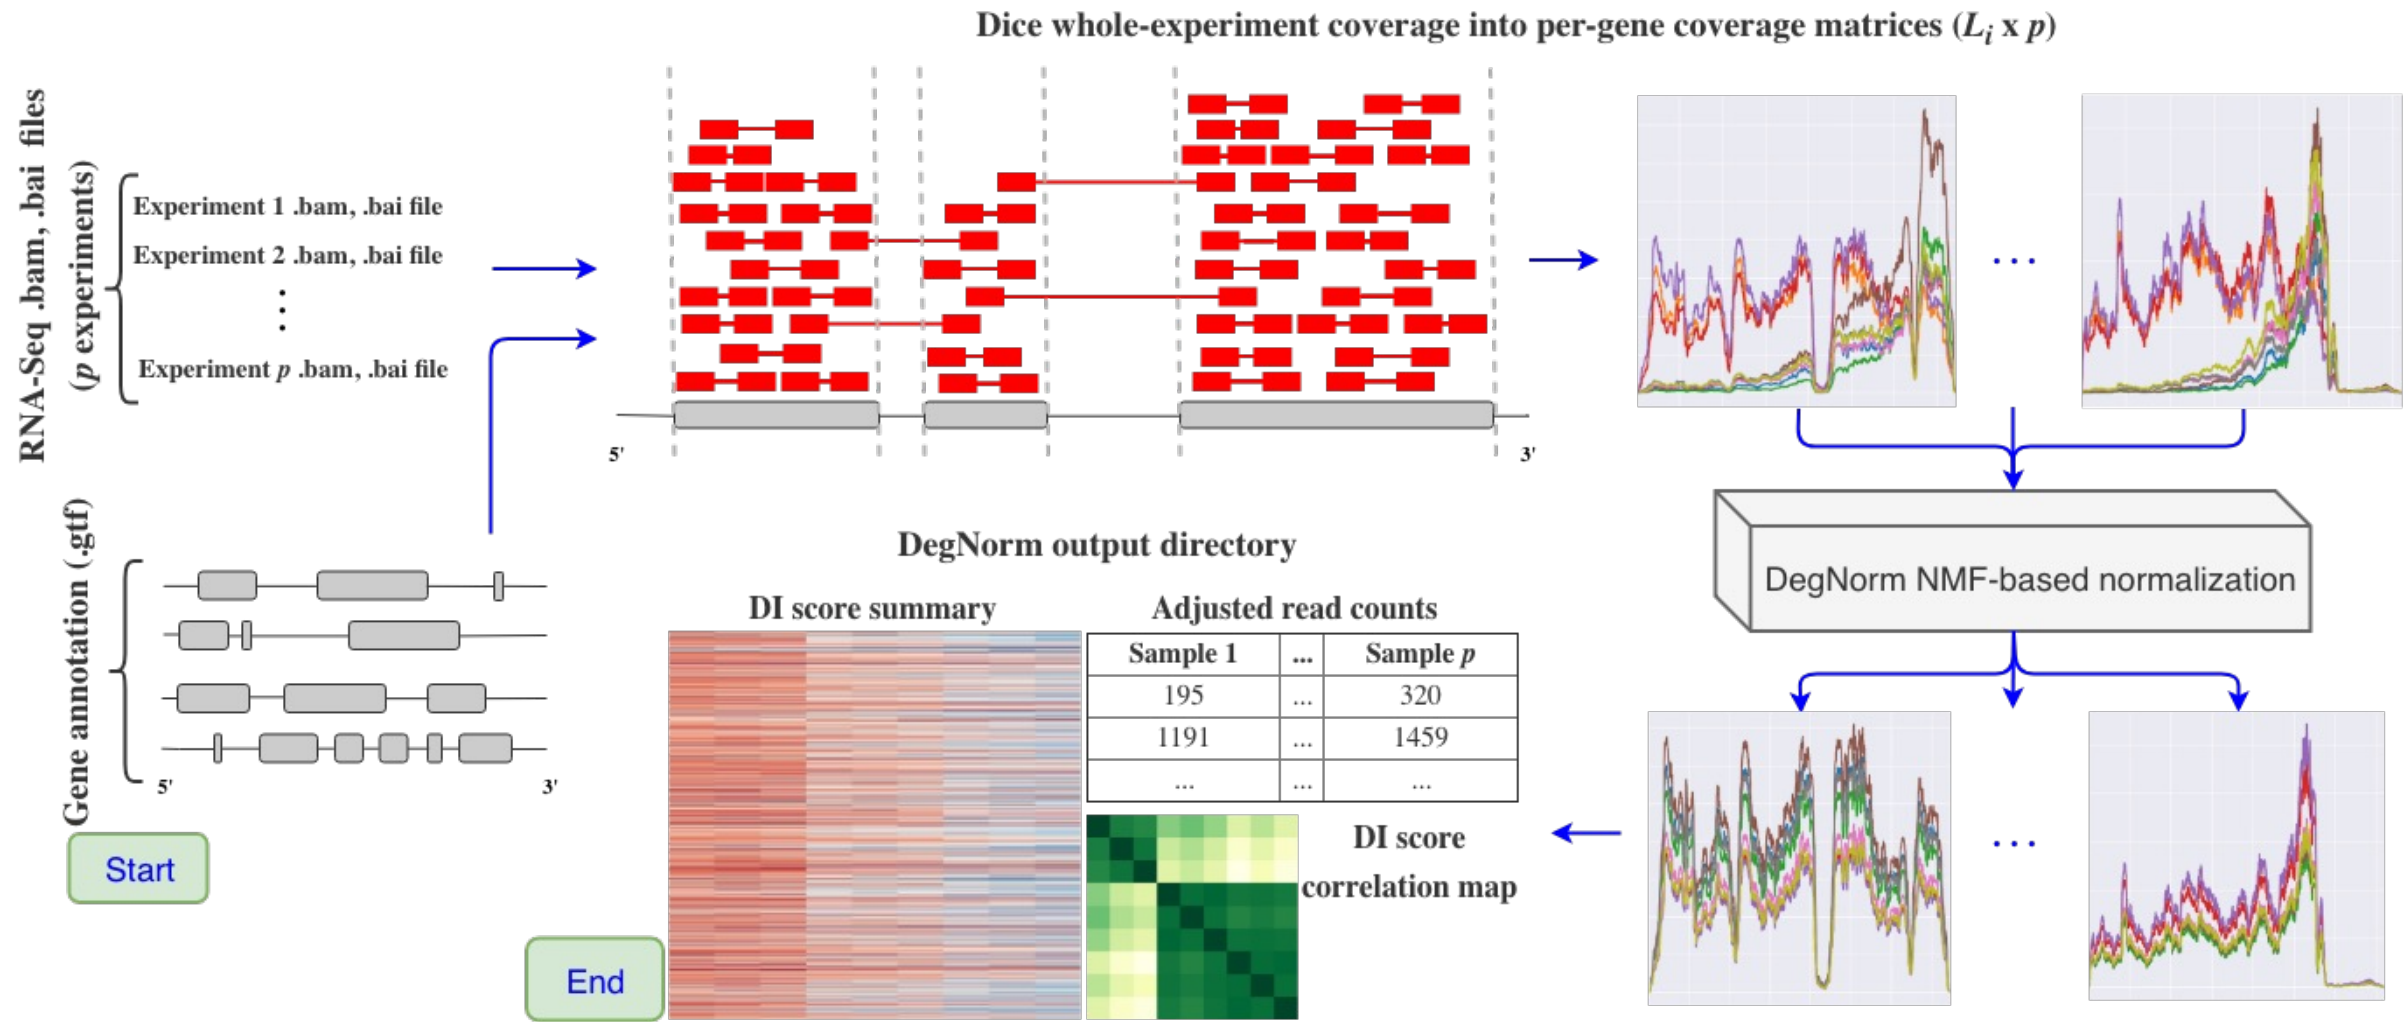 Dice whole-experiment coverage into per-gene coverage matrices (Li x p)
RNA-Seq .bam, .bai files
(p experiments)
Experiment 1 .bam, .bai file
Experiment 2 .bam, .bai file
⋮
Experiment p .bam, .bai file
5'
3'
...
Gene annotation (.gtf)
5'
3'
Start
DegNorm NMF-based normalization
...
DegNorm output directory
DI score summary
Adjusted read counts
Sample 1 ... Sample p
195 ... 320
1191 ... 1459
... ... ...
DI score
correlation map
End